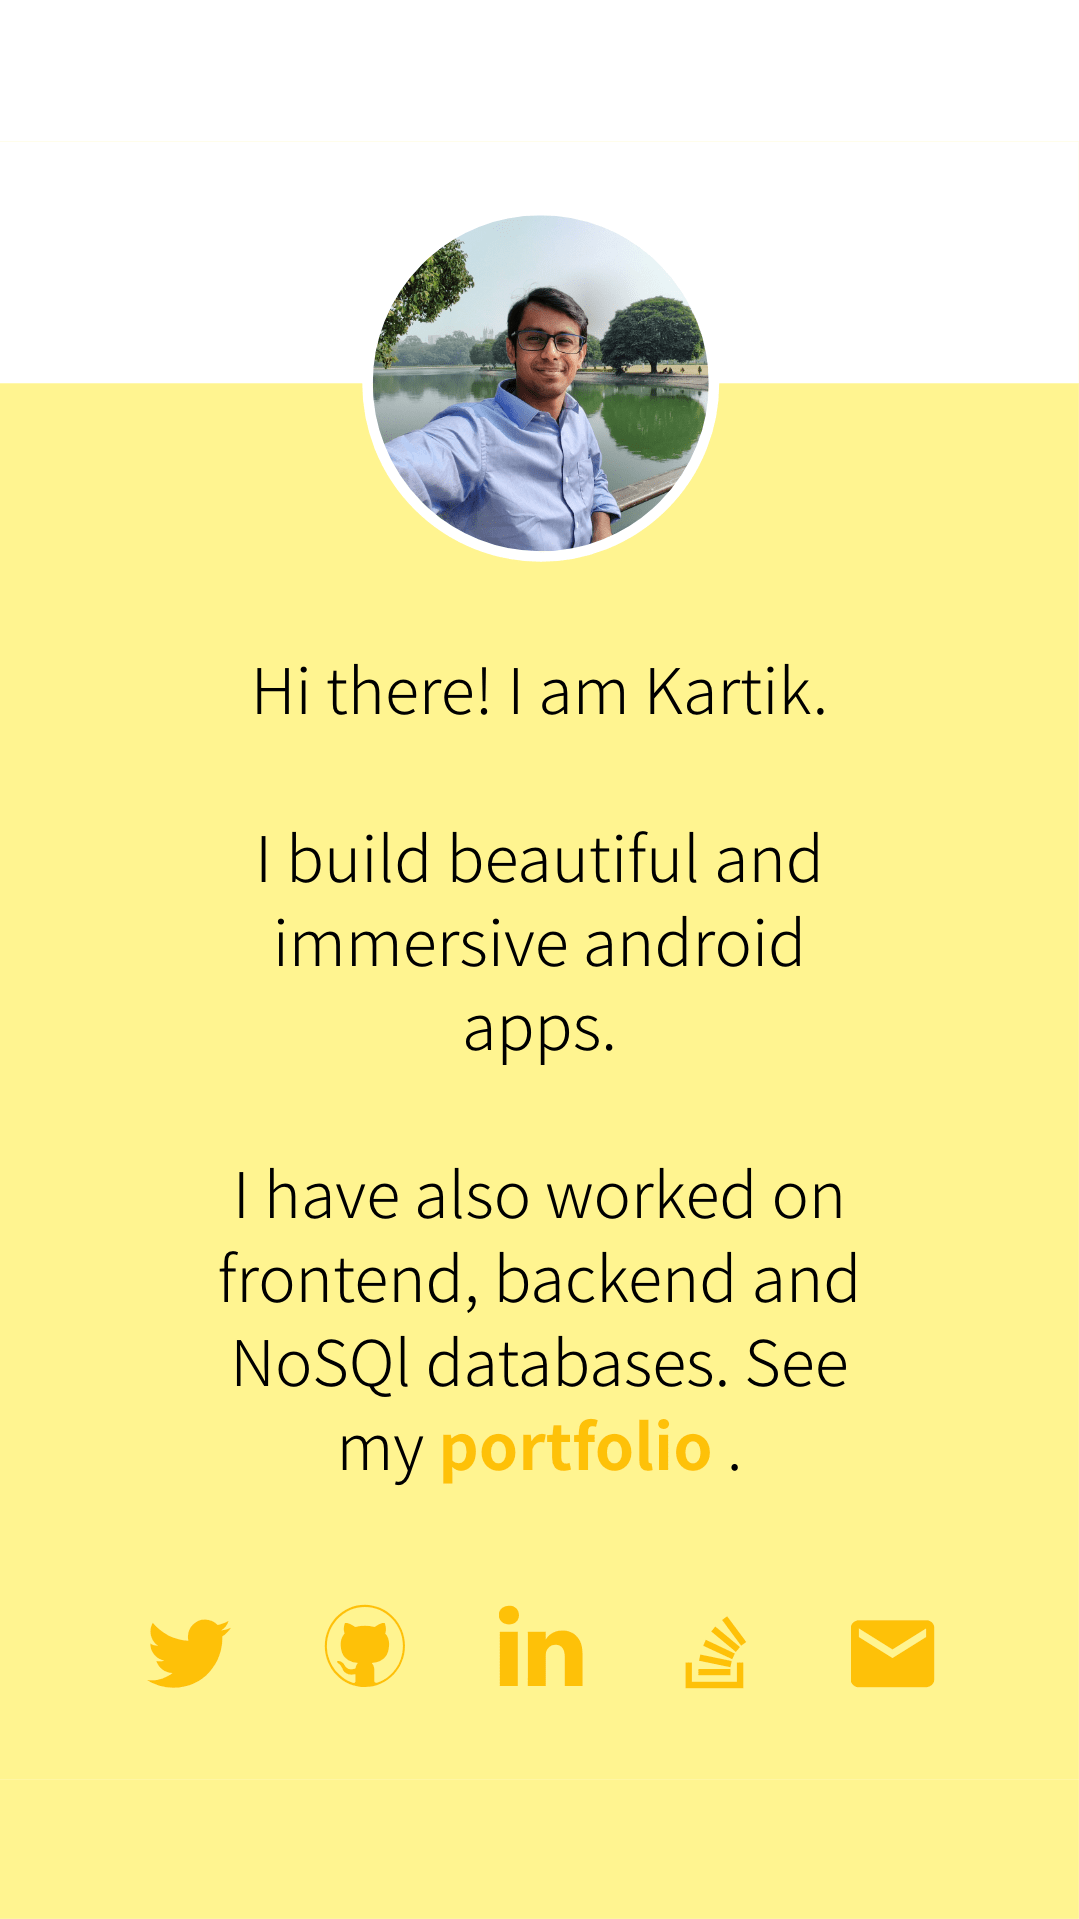 Hi there! I am Kartik.
I build beautiful and
immersive android
apps.
I have also worked on
frontend, backend and
NoSQl databases. See
my portfolio .
in